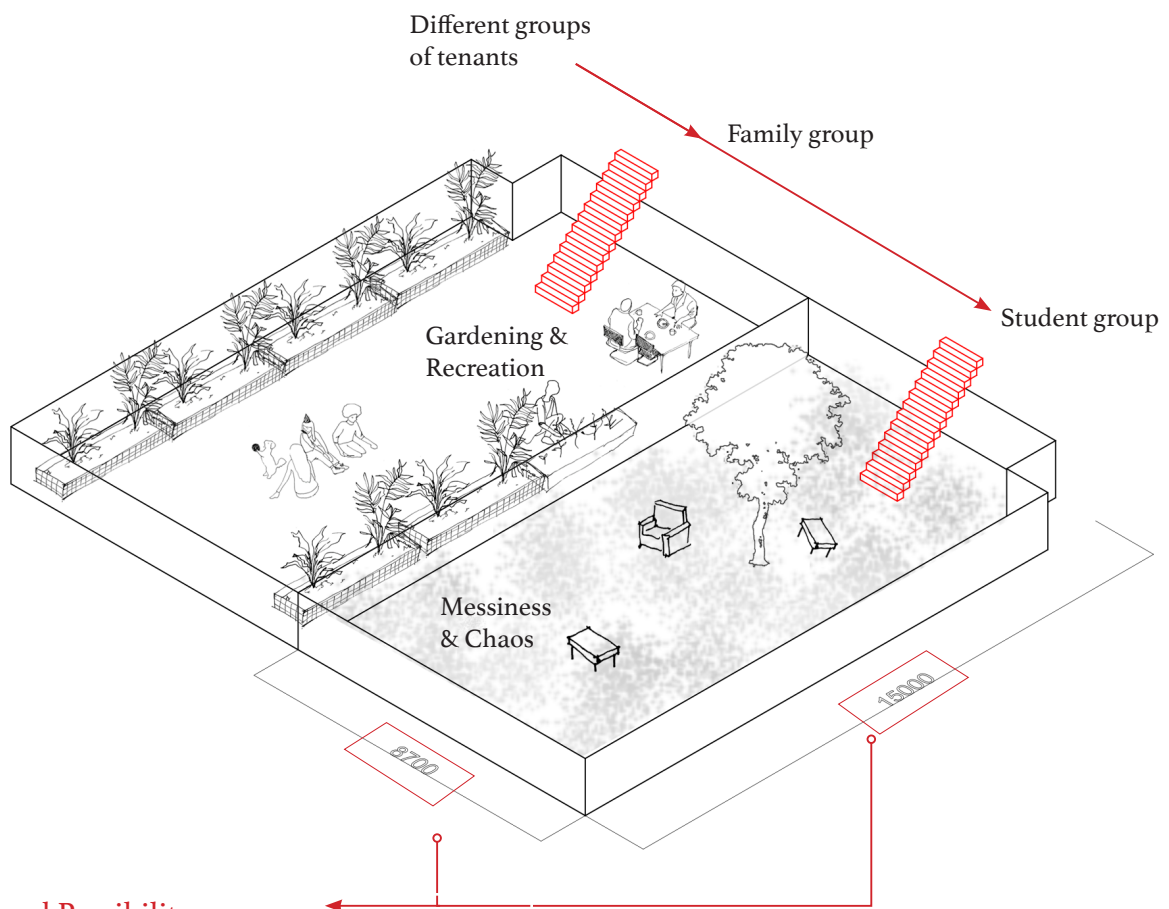 Different groups
of tenants
Family group
Student group
Gardening &
Recreation
Messiness
& Chaos
15000
8700